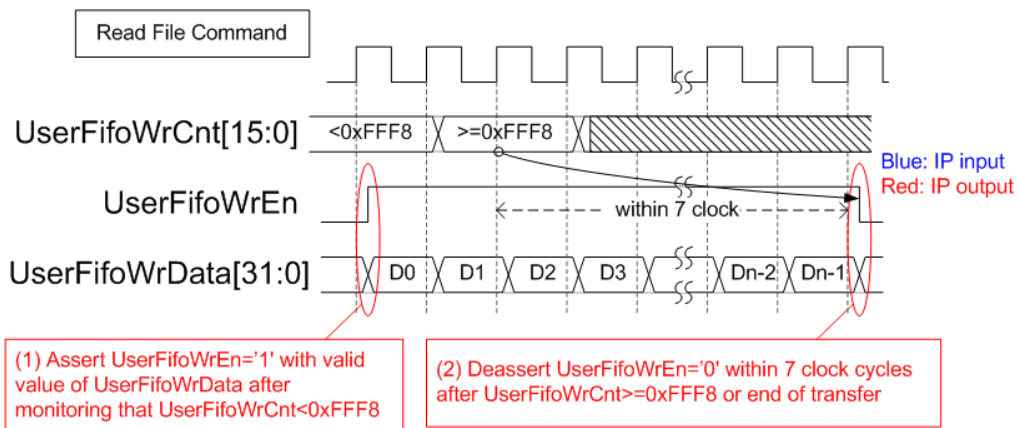 Read File Command
UserFifoWrCnt[15:0]
<0xFFF8
>=0xFFF8
Blue: IP input
Red: IP output
UserFifoWrEn
within 7 clock
UserFifoWrData[31:0]
D0
D1
D2
D3
Dn-2
Dn-1
(1) Assert UserFifoWrEn='1' with valid
value of UserFifoWrData after
monitoring that UserFifoWrCnt<0xFFF8
(2) Deassert UserFifoWrEn='0' within 7 clock cycles
after UserFifoWrCnt>=0xFFF8 or end of transfer